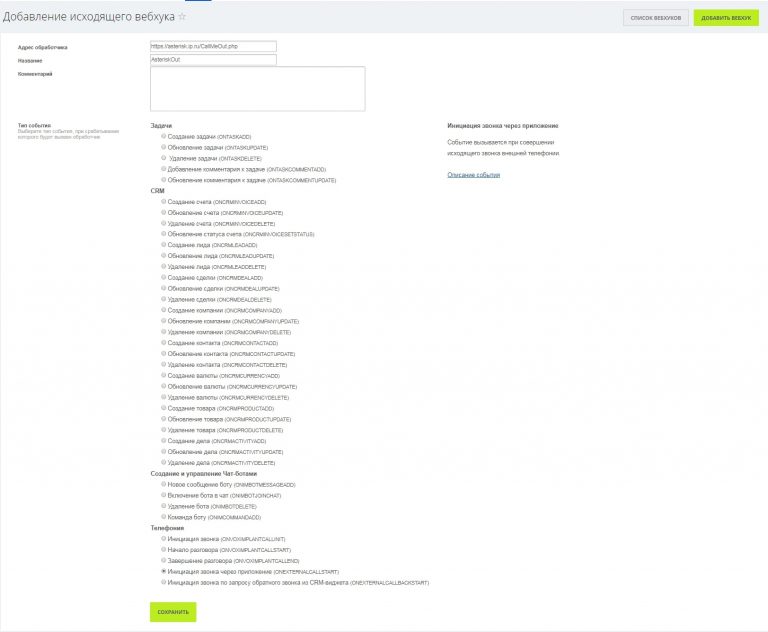 Добавление исходящего вебхука
СПИСОК ВЕБХУКОВ
ДОБАВИТЬ ВЕБХУК
Адрес обработчика
https://asterisk.ip.ru/CallMeOut.php
Название
AsteriskOut
Комментарий
Тип события
Выберите тип события, при срабатывании
которого будет вызван обработчик
Задачи
Создание задачи (ONTASKADD)
Обновление задачи (ONTASKUPDATE)
Удаление задачи (ONTASKDELETE)
Добавление комментария к задаче (ONTASKCOMMENTADD)
Обновление комментария к задаче (ONTASKCOMMENTUPDATE)
CRM
Создание счета (ONCRMINVOICEADD)
Обновление счета (ONCRMINVOICEUPDATE)
Удаление счета (ONCRMINVOICEDELETE)
Обновление статуса счета (ONCRMINVOICESETSTATUS)
Создание лида (ONCRMLEADADD)
Обновление лида (ONCRMLEADUPDATE)
Удаление лида (ONCRMLEADDELETE)
Создание сделки (ONCRMDEALADD)
Обновление сделки (ONCRMDEALUPDATE)
Удаление сделки (ONCRMDEALDELETE)
Создание компании (ONCRMCOMPANYADD)
Обновление компании (ONCRMCOMPANYUPDATE)
Удаление компании (ONCRMCOMPANYDELETE)
Создание контакта (ONCRMCONTACTADD)
Обновление контакта (ONCRMCONTACTUPDATE)
Удаление контакта (ONCRMCONTACTDELETE)
Создание валюты (ONCRMCURRENCYADD)
Обновление валюты (ONCRMCURRENCYUPDATE)
Удаление валюты (ONCRMCURRENCYDELETE)
Создание товара (ONCRMPRODUCTADD)
Обновление товара (ONCRMPRODUCTUPDATE)
Удаление товара (ONCRMPRODUCTDELETE)
Создание дела (ONCRMACTIVITYADD)
Обновление дела (ONCRMACTIVITYUPDATE)
Удаление дела (ONCRMACTIVITYDELETE)
Создание и управление Чат-ботами
Новое сообщение боту (ONIMBOTMESSAGEADD)
Включение бота в чат (ONIMBOTJOINCHAT)
Удаление бота (ONIMBOTDELETE)
Команда боту (ONIMCOMMANDADD)
Телефония
Инициация звонка (ONVOXIMPLANTCALLINIT)
Начало разговора (ONVOXIMPLANTCALLSTART)
Завершение разговора (ONVOXIMPLANTCALLEND)
Инициация звонка через приложение (ONEXTERNALCALLSTART)
Инициация звонка по запросу обратного звонка из CRM-виджета (ONEXTERNALCALLBACKSTART)
Инициация звонка через приложение
Событие вызывается при совершении
исходящего звонка внешней телефонии.
Описание события
СОХРАНИТЬ